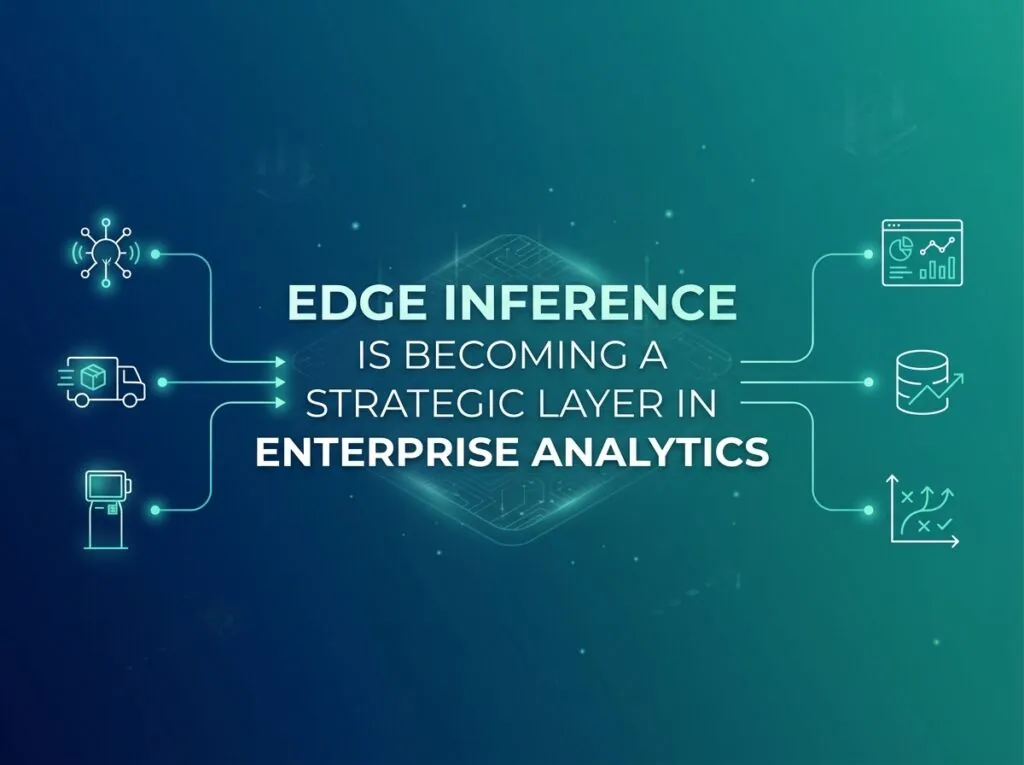 EDGE INFERENCE
IS BECOMING A
STRATEGIC LAYER IN
ENTERPRISE ANALYTICS